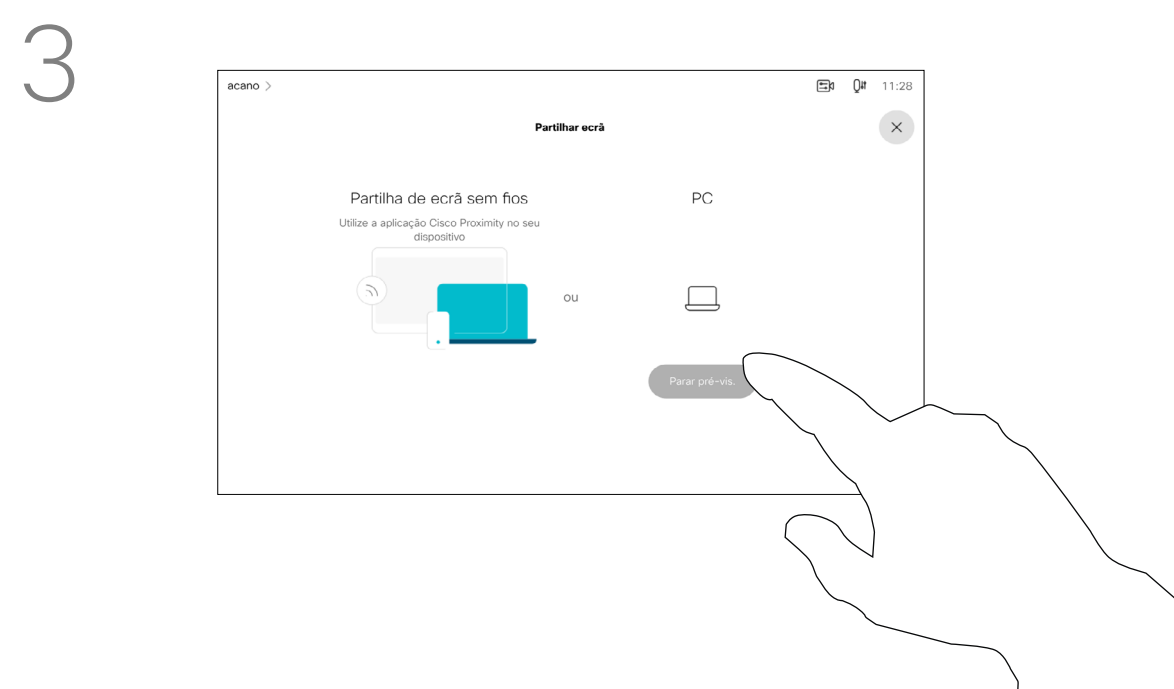 3
acano >
11:28
Partilhar ecrã
Partilha de ecrã sem fios
Utilize a aplicação Cisco Proximity no seu
dispositivo
ou
PC
Parar pré-vis.